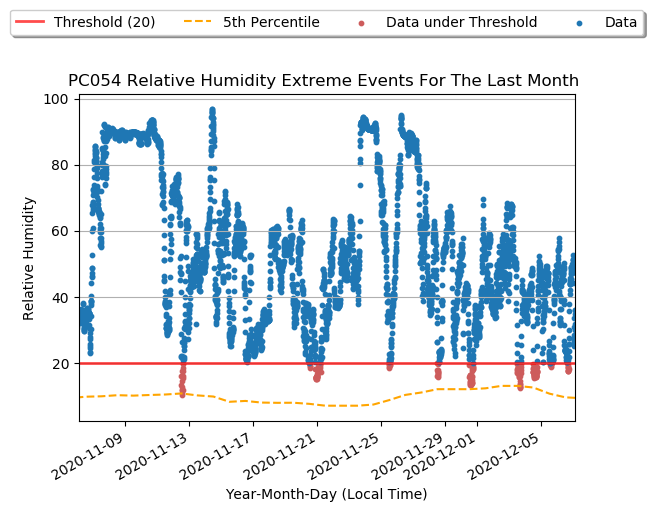 Threshold (20) 5th Percentile Data under Threshold Data
PC054 Relative Humidity Extreme Events For The Last Month
100
80
60
40
20
Relative Humidity
2020-11-09 2020-11-13 2020-11-17 2020-11-21 2020-11-25 2020-11-29 2020-12-01 2020-12-05
Year-Month-Day (Local Time)